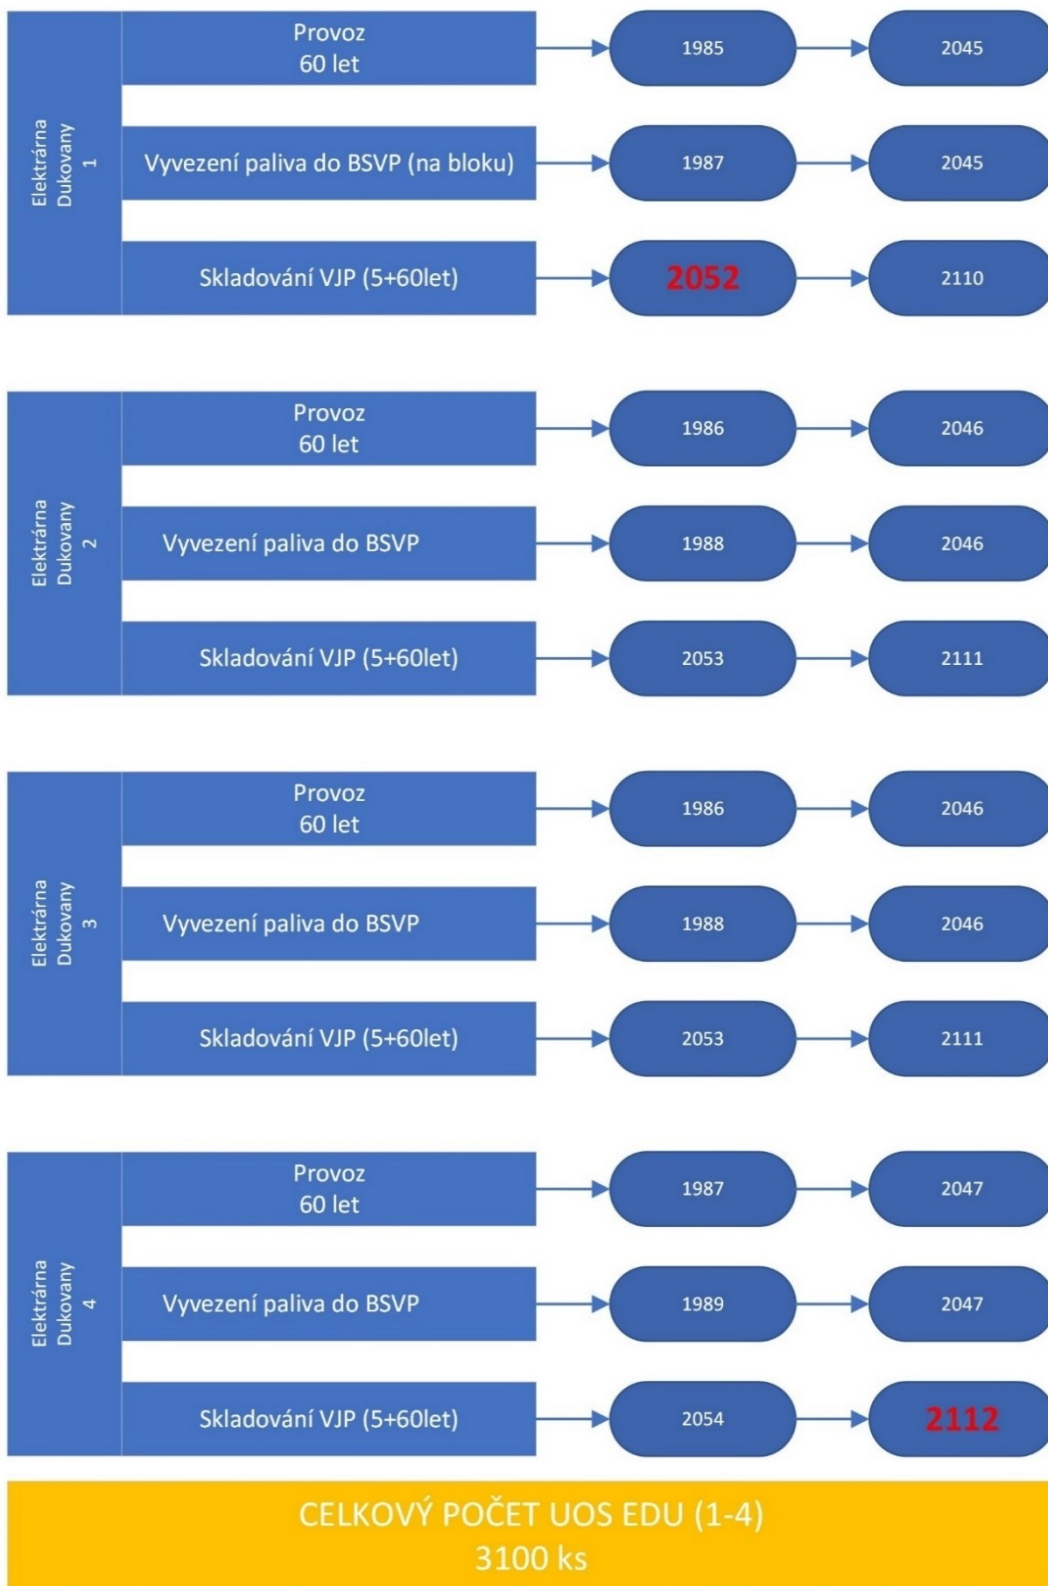 Elektrárna
Dukovany
1
Provoz
60 let
1985
2045
Vyvezení paliva do BSVP (na bloku)
1987
2045
Skladování VJP (5+60let)
2052
2110
Elektrárna
Dukovany
2
Provoz
60 let
1986
2046
Vyvezení paliva do BSVP
1988
2046
Skladování VJP (5+60let)
2053
2111
Elektrárna
Dukovany
3
Provoz
60 let
1986
2046
Vyvezení paliva do BSVP
1988
2046
Skladování VJP (5+60let)
2053
2111
Elektrárna
Dukovany
4
Provoz
60 let
1987
2047
Vyvezení paliva do BSVP
1989
2047
Skladování VJP (5+60let)
2054
2112
CELKOVÝ POČET UOS EDU (1-4)
3100 ks